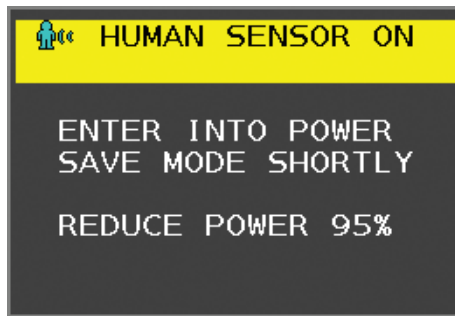 HUMAN SENSOR ON
ENTER INTO POWER
SAVE MODE SHORTLY
REDUCE POWER 95%